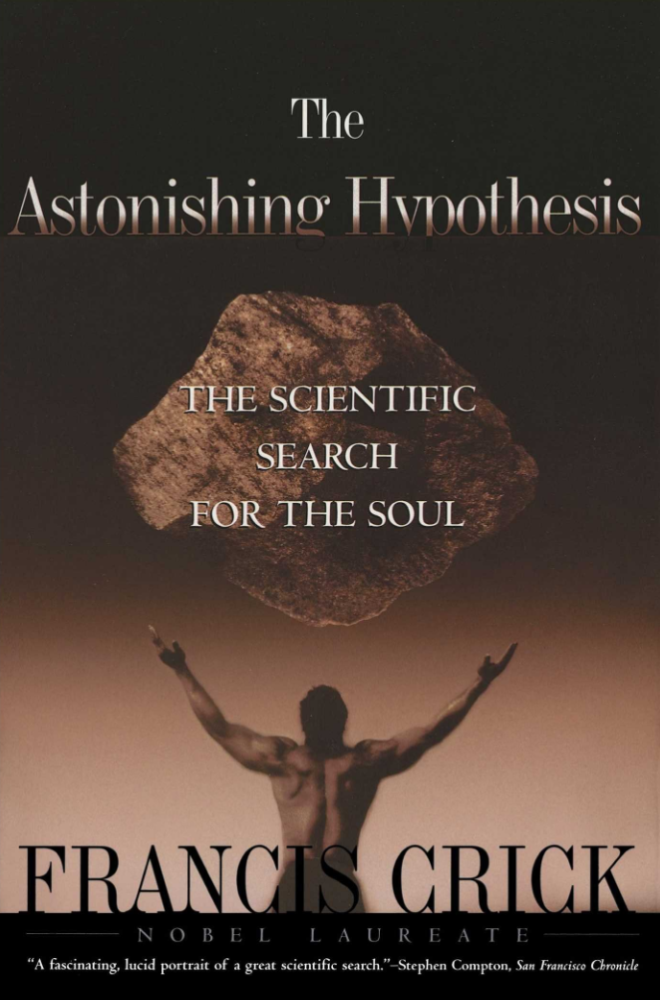 The
Astonishing Hypothesis
THE SCIENTIFIC
SEARCH
FOR THE SOUL
FRANCIS CRICK
NOBEL LAUREATE
“A fascinating, lucid portrait of a great scientific search.”–Stephen Compton, San Francisco Chronicle